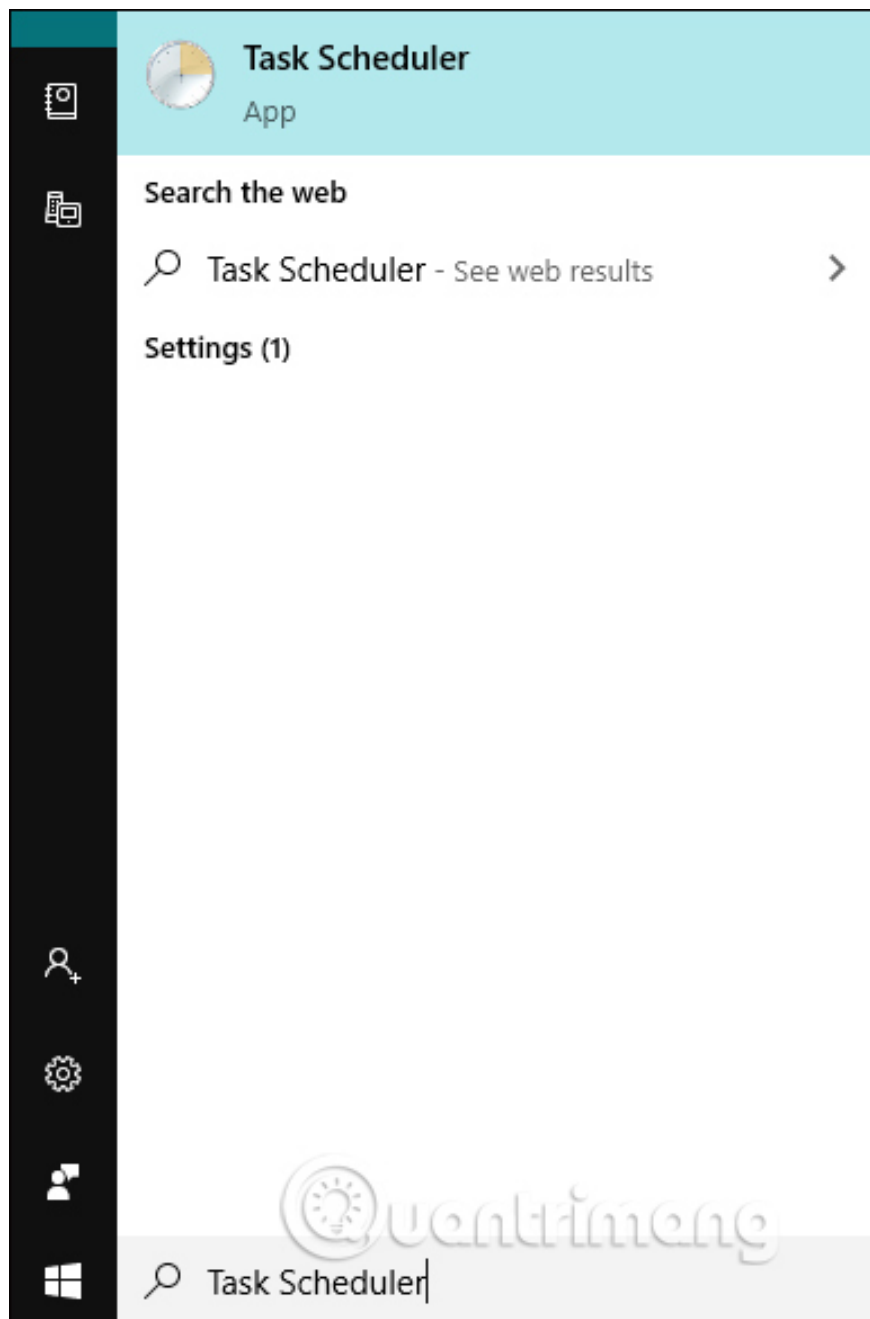 Task Scheduler
App
Search the web
Task Scheduler - See web results
Settings (1)
Quantrimang
Task Scheduler